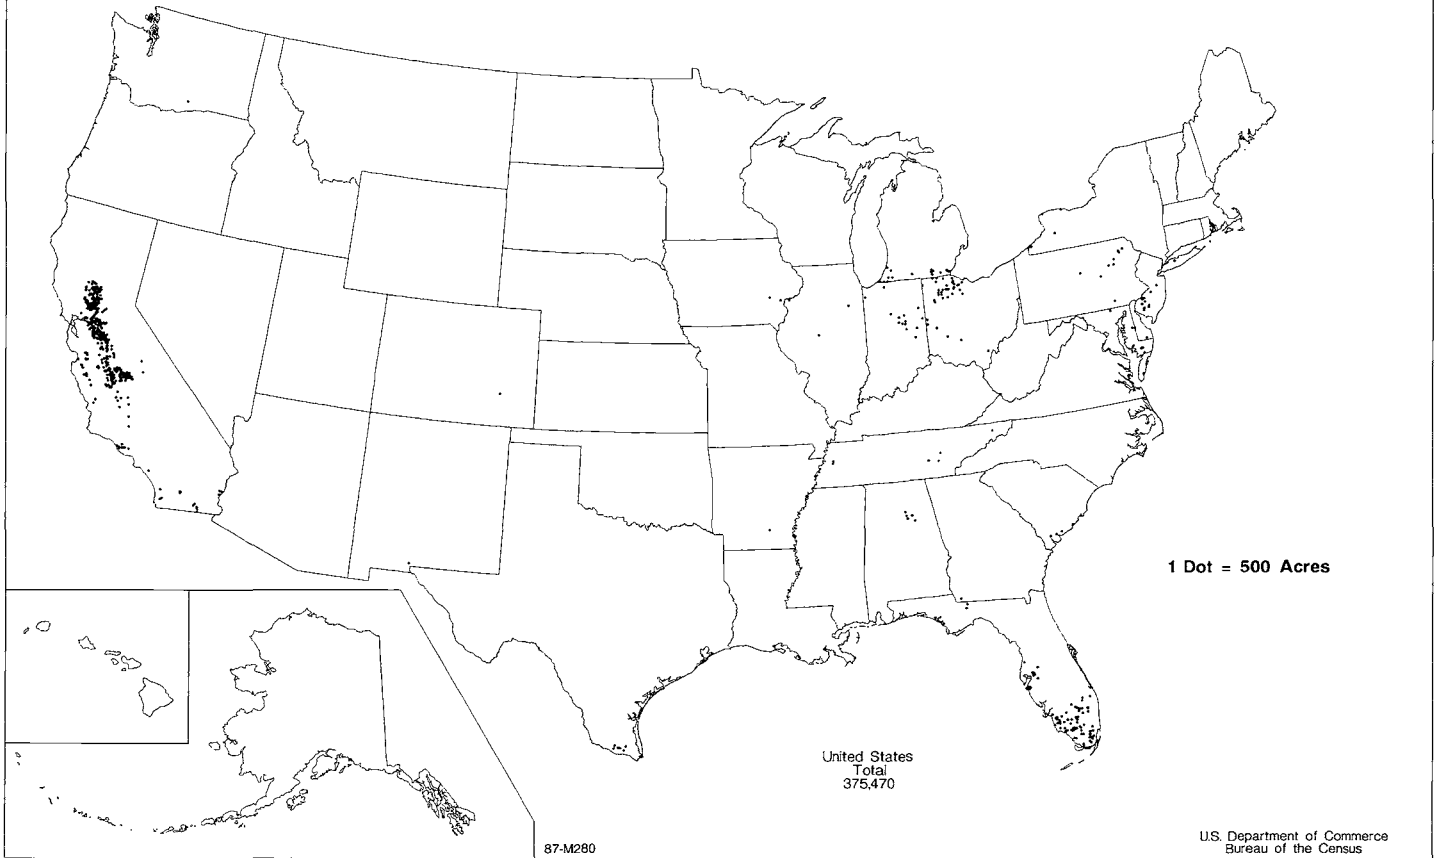 1 Dot = 500 Acres
United States
Total
375,470
87-M280
U.S. Department of Commerce
Bureau of the Census